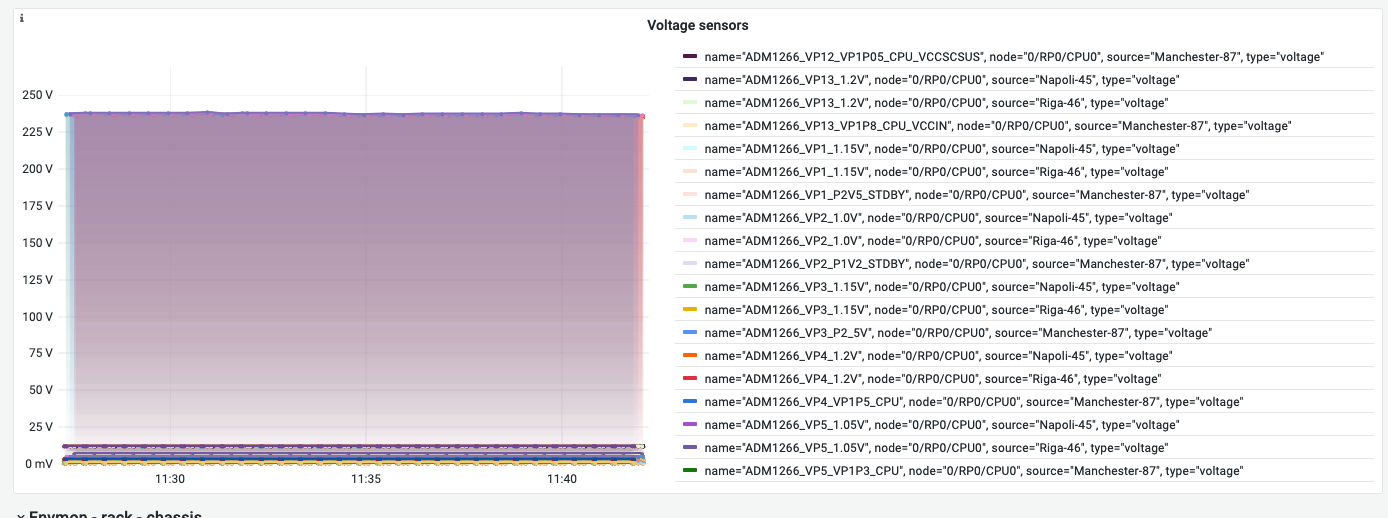 i
Voltage sensors
250 V
225 V
200 V
175 V
150 V
125 V
100 V
75 V
50 V
25 V
0 mV
11:30 11:35 11:40
name="ADM1266_VP12_VP1P05_CPU_VCCSCSUS", node="0/RP0/CPU0", source="Manchester-87", type="voltage"
name="ADM1266_VP13_1.2V", node="0/RP0/CPU0", source="Napoli-45", type="voltage"
name="ADM1266_VP13_1.2V", node="0/RP0/CPU0", source="Riga-46", type="voltage"
name="ADM1266_VP13_VP1P8_CPU_VCCIN", node="0/RP0/CPU0", source="Manchester-87", type="voltage"
name="ADM1266_VP1_1.15V", node="0/RP0/CPU0", source="Napoli-45", type="voltage"
name="ADM1266_VP1_1.15V", node="0/RP0/CPU0", source="Riga-46", type="voltage"
name="ADM1266_VP1_P2V5_STDBY", node="0/RP0/CPU0", source="Manchester-87", type="voltage"
name="ADM1266_VP2_1.0V", node="0/RP0/CPU0", source="Napoli-45", type="voltage"
name="ADM1266_VP2_1.0V", node="0/RP0/CPU0", source="Riga-46", type="voltage"
name="ADM1266_VP2_P1V2_STDBY", node="0/RP0/CPU0", source="Manchester-87", type="voltage"
name="ADM1266_VP3_1.15V", node="0/RP0/CPU0", source="Napoli-45", type="voltage"
name="ADM1266_VP3_1.15V", node="0/RP0/CPU0", source="Riga-46", type="voltage"
name="ADM1266_VP3_P2_5V", node="0/RP0/CPU0", source="Manchester-87", type="voltage"
name="ADM1266_VP4_1.2V", node="0/RP0/CPU0", source="Napoli-45", type="voltage"
name="ADM1266_VP4_1.2V", node="0/RP0/CPU0", source="Riga-46", type="voltage"
name="ADM1266_VP4_VP1P5_CPU", node="0/RP0/CPU0", source="Manchester-87", type="voltage"
name="ADM1266_VP5_1.05V", node="0/RP0/CPU0", source="Napoli-45", type="voltage"
name="ADM1266_VP5_1.05V", node="0/RP0/CPU0", source="Riga-46", type="voltage"
name="ADM1266_VP5_VP1P3_CPU", node="0/RP0/CPU0", source="Manchester-87", type="voltage"
Envmon - rack - chassis